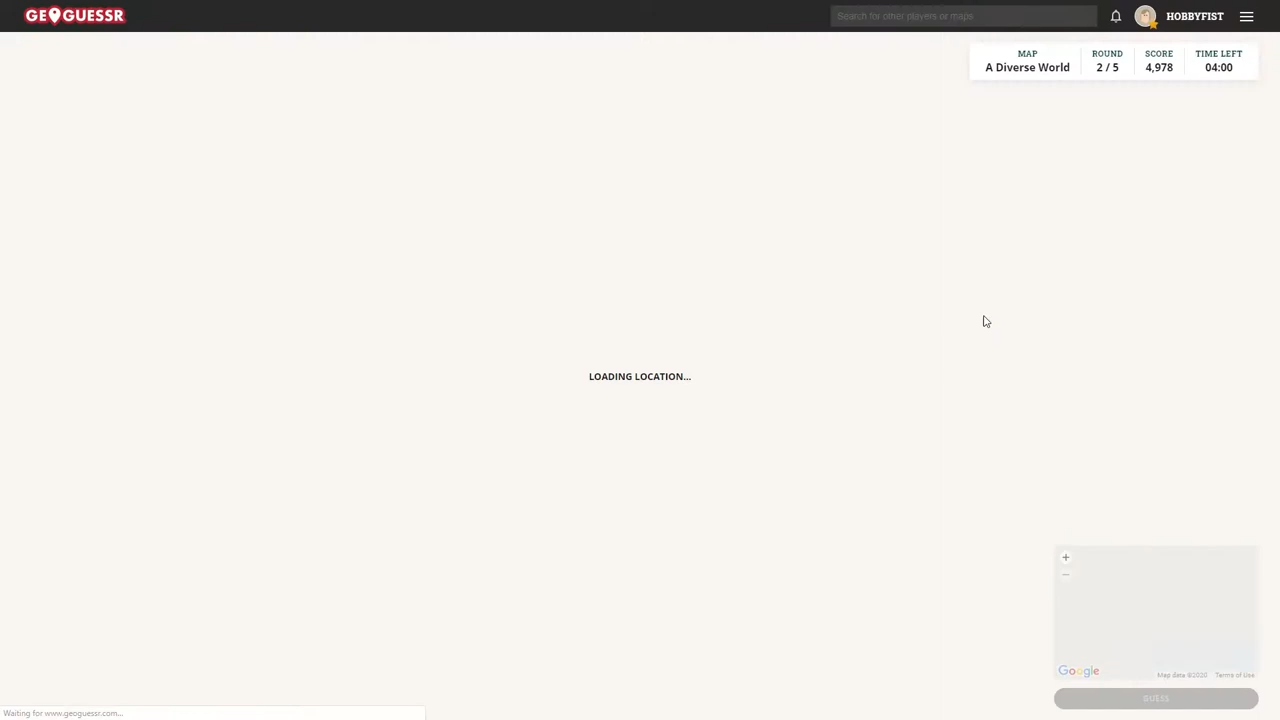 GEOGUESSR
Search for other players or maps
HOBBYFIST
MAP
A Diverse World
ROUND
2 / 5
SCORE
4,978
TIME LEFT
04:00
LOADING LOCATION...
+
−
Google
Map data ©2020
Terms of Use
GUESS
Waiting for www.geoguessr.com...